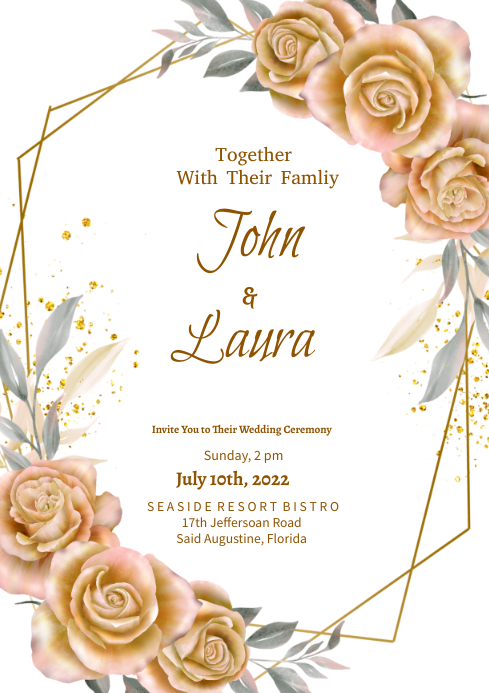 Together
With Their Famliy
John
&
Laura
Invite You to Their Wedding Ceremony
Sunday, 2 pm
July 10th, 2022
SEASIDE RESORT BISTRO
17th Jeffersoan Road
Said Augustine, Florida